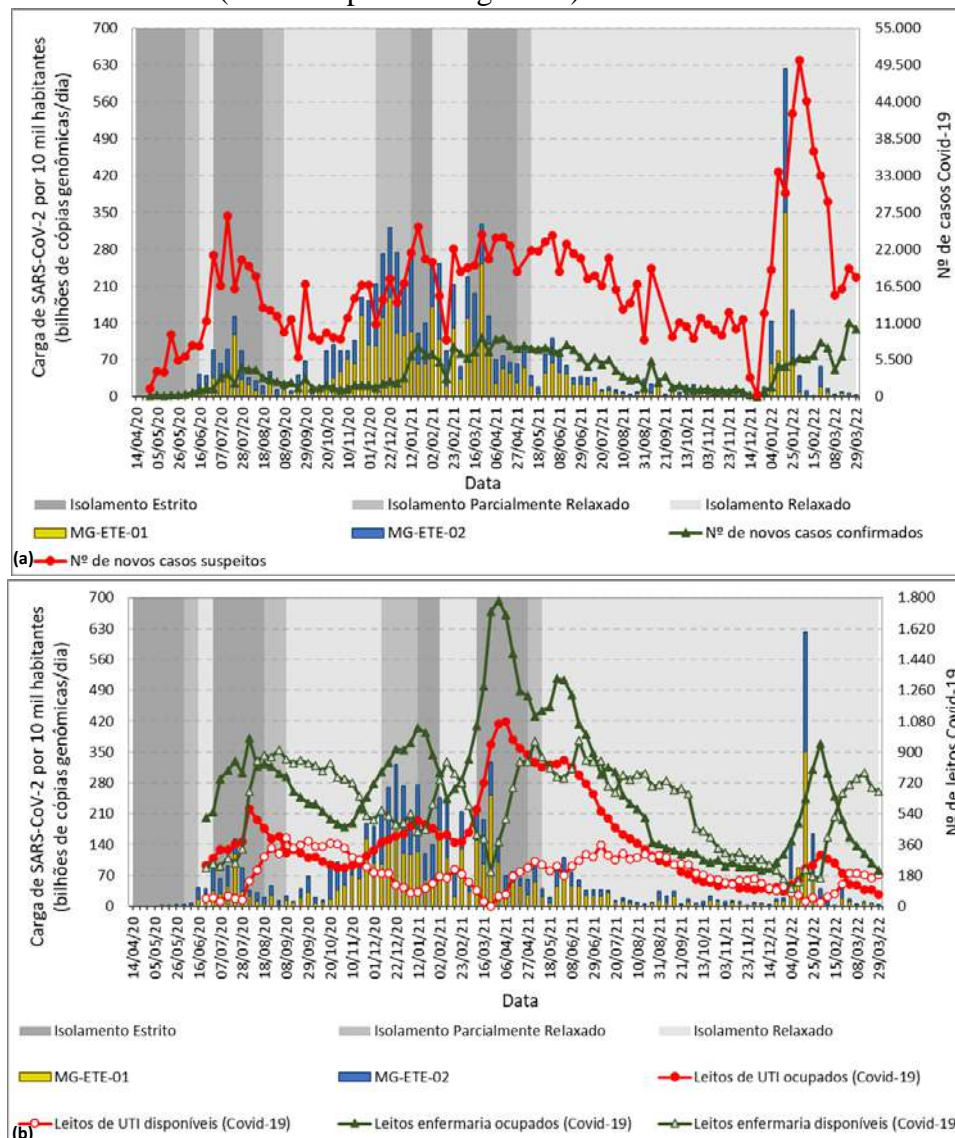 Carga de SARS-CoV-2 por 10 mil habitantes
(bilhões de cópias genômicas/dia)
700
630
560
490
420
350
280
210
140
70
0
55.000
49.500
44.000
38.500
33.000
27.500
22.000
16.500
11.000
5.500
0
Nº de casos Covid-19
14/04/20 05/05/20 26/05/20 16/06/20 07/07/20 28/07/20 18/08/20 08/09/20 29/09/20 20/10/20 10/11/20 01/12/20 22/12/20 12/01/21 02/02/21 23/02/21 16/03/21 06/04/21 27/04/21 18/05/21 08/06/21 29/06/21 20/07/21 10/08/21 31/08/21 21/09/21 13/10/21 03/11/21 23/11/21 14/12/21 04/01/22 25/01/22 15/02/22 08/03/22 29/03/22
Data
Isolamento Estrito Isolamento Parcialmente Relaxado Isolamento Relaxado
MG-ETE-01 MG-ETE-02 Nº de novos casos confirmados
(a) Nº de novos casos suspeitos
Carga de SARS-CoV-2 por 10 mil habitantes
(bilhões de cópias genômicas/dia)
700
630
560
490
420
350
280
210
140
70
0
1.800
1.620
1.440
1.260
1.080
900
720
540
360
180
0
Nº de leitos Covid-19
14/04/20 05/05/20 26/05/20 16/06/20 07/07/20 28/07/20 18/08/20 08/09/20 29/09/20 20/10/20 10/11/20 01/12/20 22/12/20 12/01/21 02/02/21 23/02/21 16/03/21 06/04/21 27/04/21 18/05/21 08/06/21 29/06/21 20/07/21 10/08/21 31/08/21 21/09/21 13/10/21 03/11/21 23/11/21 14/12/21 04/01/22 25/01/22 15/02/22 08/03/22 29/03/22
Data
Isolamento Estrito Isolamento Parcialmente Relaxado Isolamento Relaxado
MG-ETE-01 MG-ETE-02 Leitos de UTI ocupados (Covid-19)
Leitos de UTI disponíveis (Covid-19) Leitos enfermaria ocupados (Covid-19) Leitos enfermaria disponíveis (Covid-19)
(b)